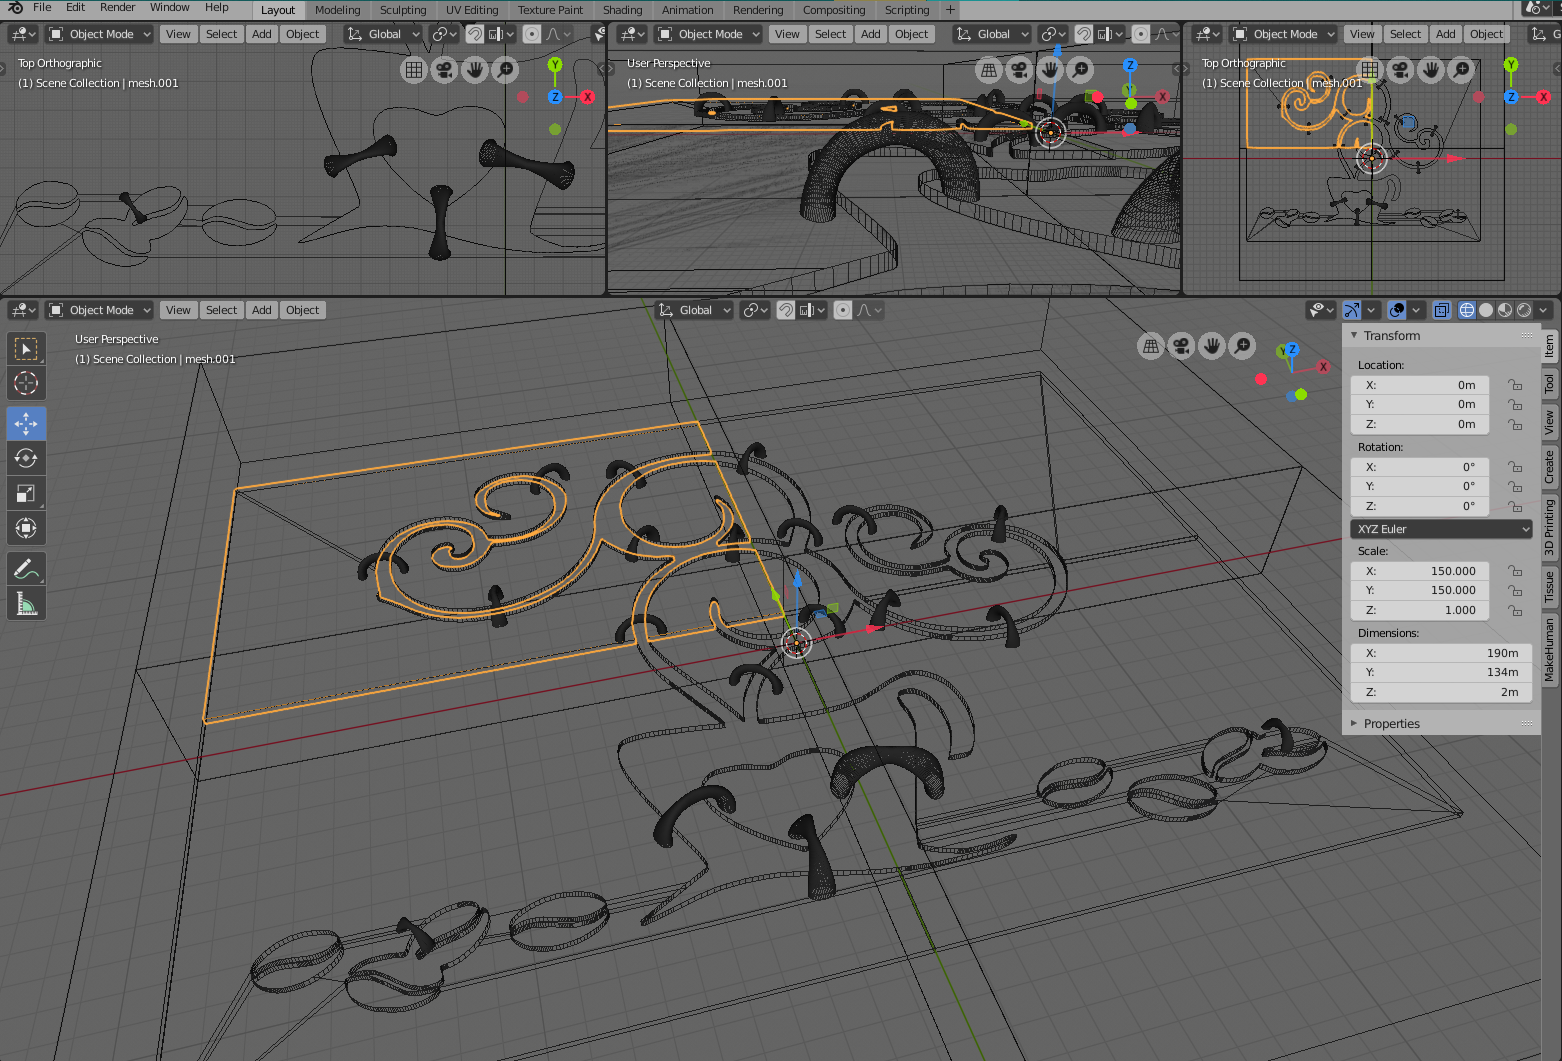 File Edit Render Window Help Layout Modeling Sculpting UV Editing Texture Paint Shading Animation Rendering Compositing Scripting +
Object Mode View Select Add Object Global
Object Mode View Select Add Object Global
Object Mode View Select Add Object G
Top Orthographic
(1) Scene Collection | mesh.001
Y
Z
X
User Perspective
(1) Scene Collection | mesh.001
Z
Y
X
Top Orthographic
(1) Scene Collection | mesh.001
Y
Z
X
Object Mode View Select Add Object Global
User Perspective
(1) Scene Collection | mesh.001
Y
Z
X
Transform
Location:
X: 0m
Y: 0m
Z: 0m
Rotation:
X: 0°
Y: 0°
Z: 0°
XYZ Euler
Scale:
X: 150.000
Y: 150.000
Z: 1.000
Dimensions:
X: 190m
Y: 134m
Z: 2m
Properties
Item
Tool
View
Create
3D Printing
Tissue
MakeHuman